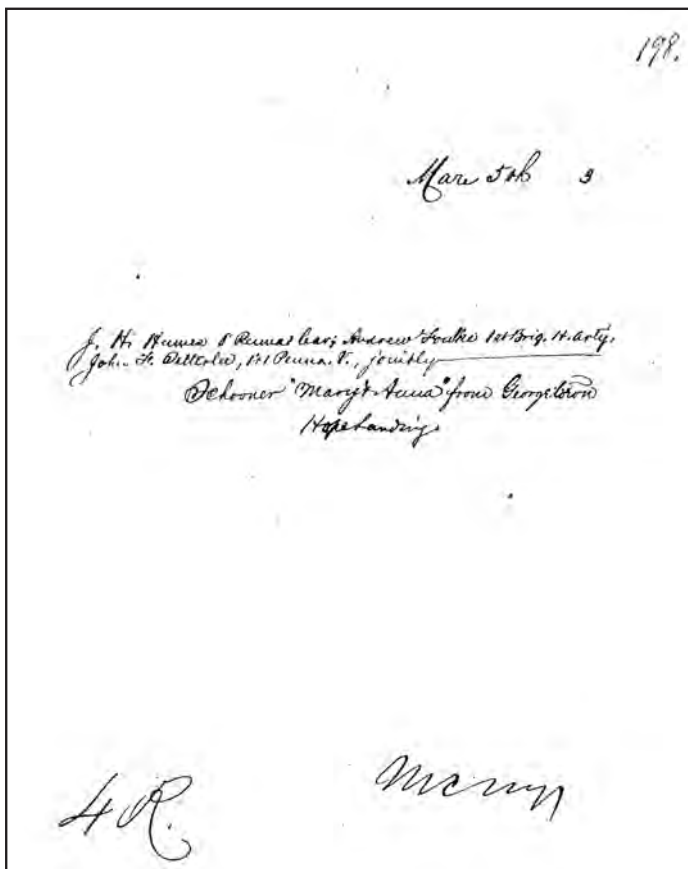 198.
Mar. 5th 3
J. H. Humes 8 Penna Cav; Andrew Foulke 1st Brig. H. Arty.
John F. 1st Penna. V., jointly
Schooner "Mary & Anna" from Georgetown
Hope Landing
4 R.